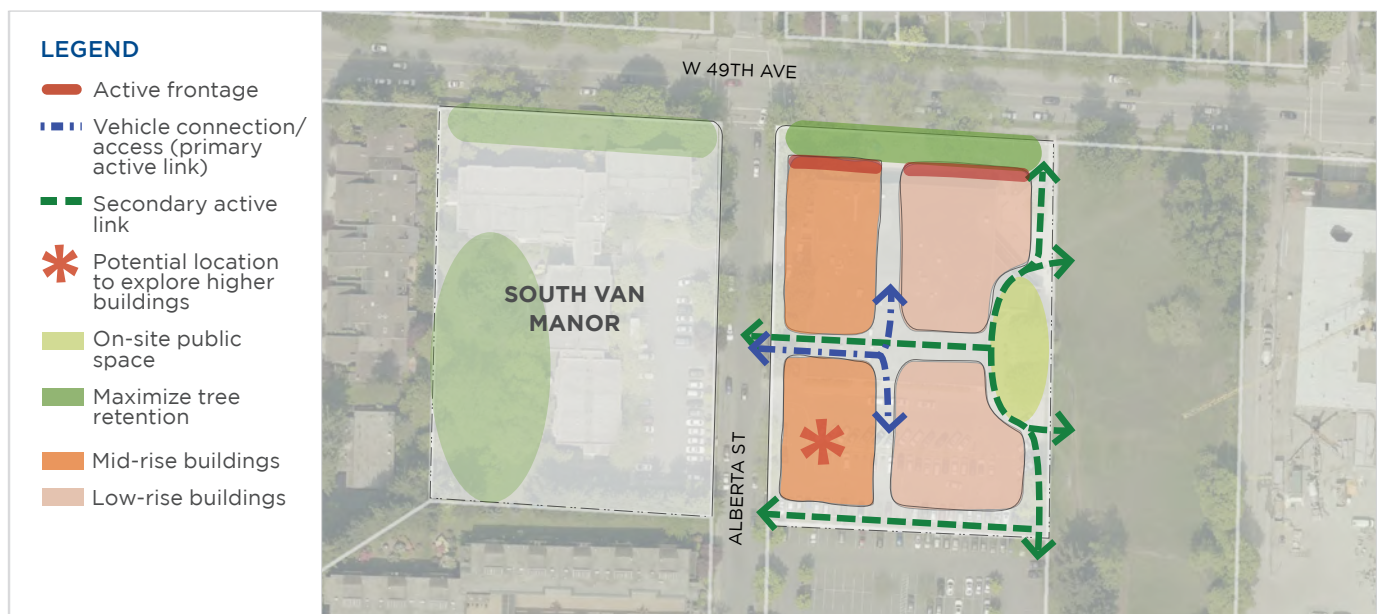 LEGEND
Active frontage
Vehicle connection/
access (primary
active link)
Secondary active
link
Potential location
to explore higher
buildings
On-site public
space
Maximize tree
retention
Mid-rise buildings
Low-rise buildings
W 49TH AVE
SOUTH VAN
MANOR
ALBERTA ST